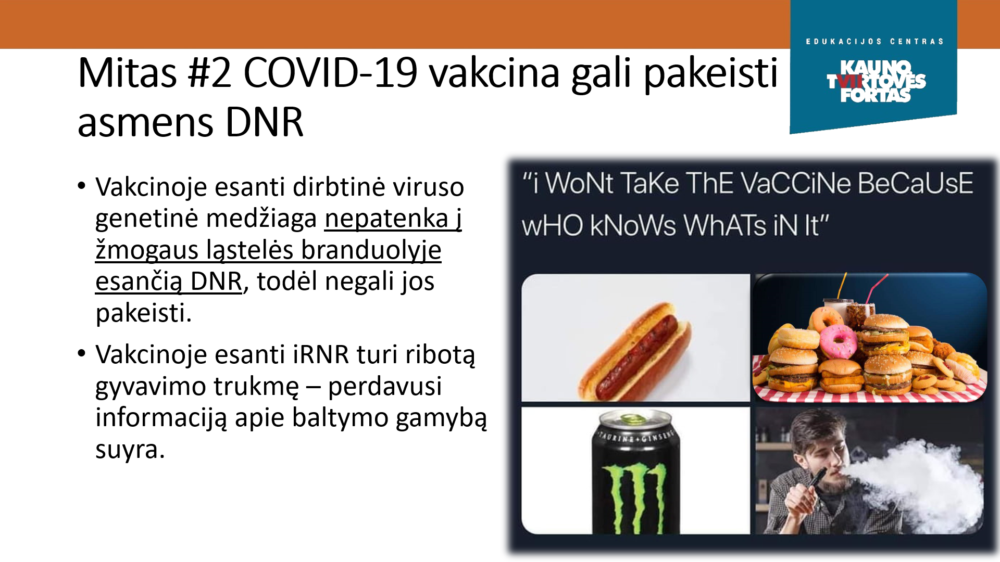 EDUKACIJOS CENTRAS
KAUNO
TVIIRTOVĖS
FORTAS
Mitas #2 COVID-19 vakcina gali pakeisti
asmens DNR
• Vakcinoje esanti dirbtinė viruso
genetinė medžiaga nepatenka į
žmogaus ląstelės branduolyje
esančią DNR, todėl negali jos
pakeisti.
• Vakcinoje esanti iRNR turi ribotą
gyvavimo trukmę – perdavusi
informaciją apie baltymo gamybą
suyra.
“i WoNt TaKe ThE VaCCiNe BeCaUsE
wHO kNoWs WhATs iN It”
TAURINE+GINSENG